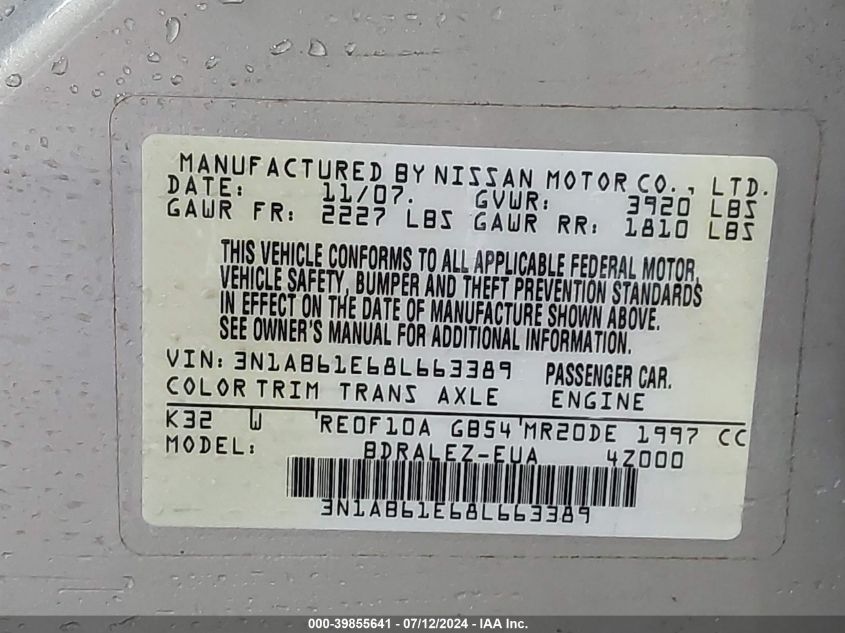 MANUFACTURED BY NISSAN MOTOR CO., LTD.
DATE: 11/07. GVWR: 3920 LBS
GAWR FR: 2227 LBS GAWR RR: 1810 LBS
THIS VEHICLE CONFORMS TO ALL APPLICABLE FEDERAL MOTOR,
VEHICLE SAFETY, BUMPER AND THEFT PREVENTION STANDARDS
IN EFFECT ON THE DATE OF MANUFACTURE SHOWN ABOVE.
SEE OWNER'S MANUAL FOR ADDITIONAL INFORMATION.
VIN: 3N1AB61E68L663389 PASSENGER CAR.
COLOR TRIM TRANS AXLE ENGINE
K32 W RE0F10A GB54 MR20DE 1997 CC
MODEL: BDRALEZ-EUA 4Z000
3N1AB61E68L663389
000-39855641 - 07/12/2024 - IAA Inc.